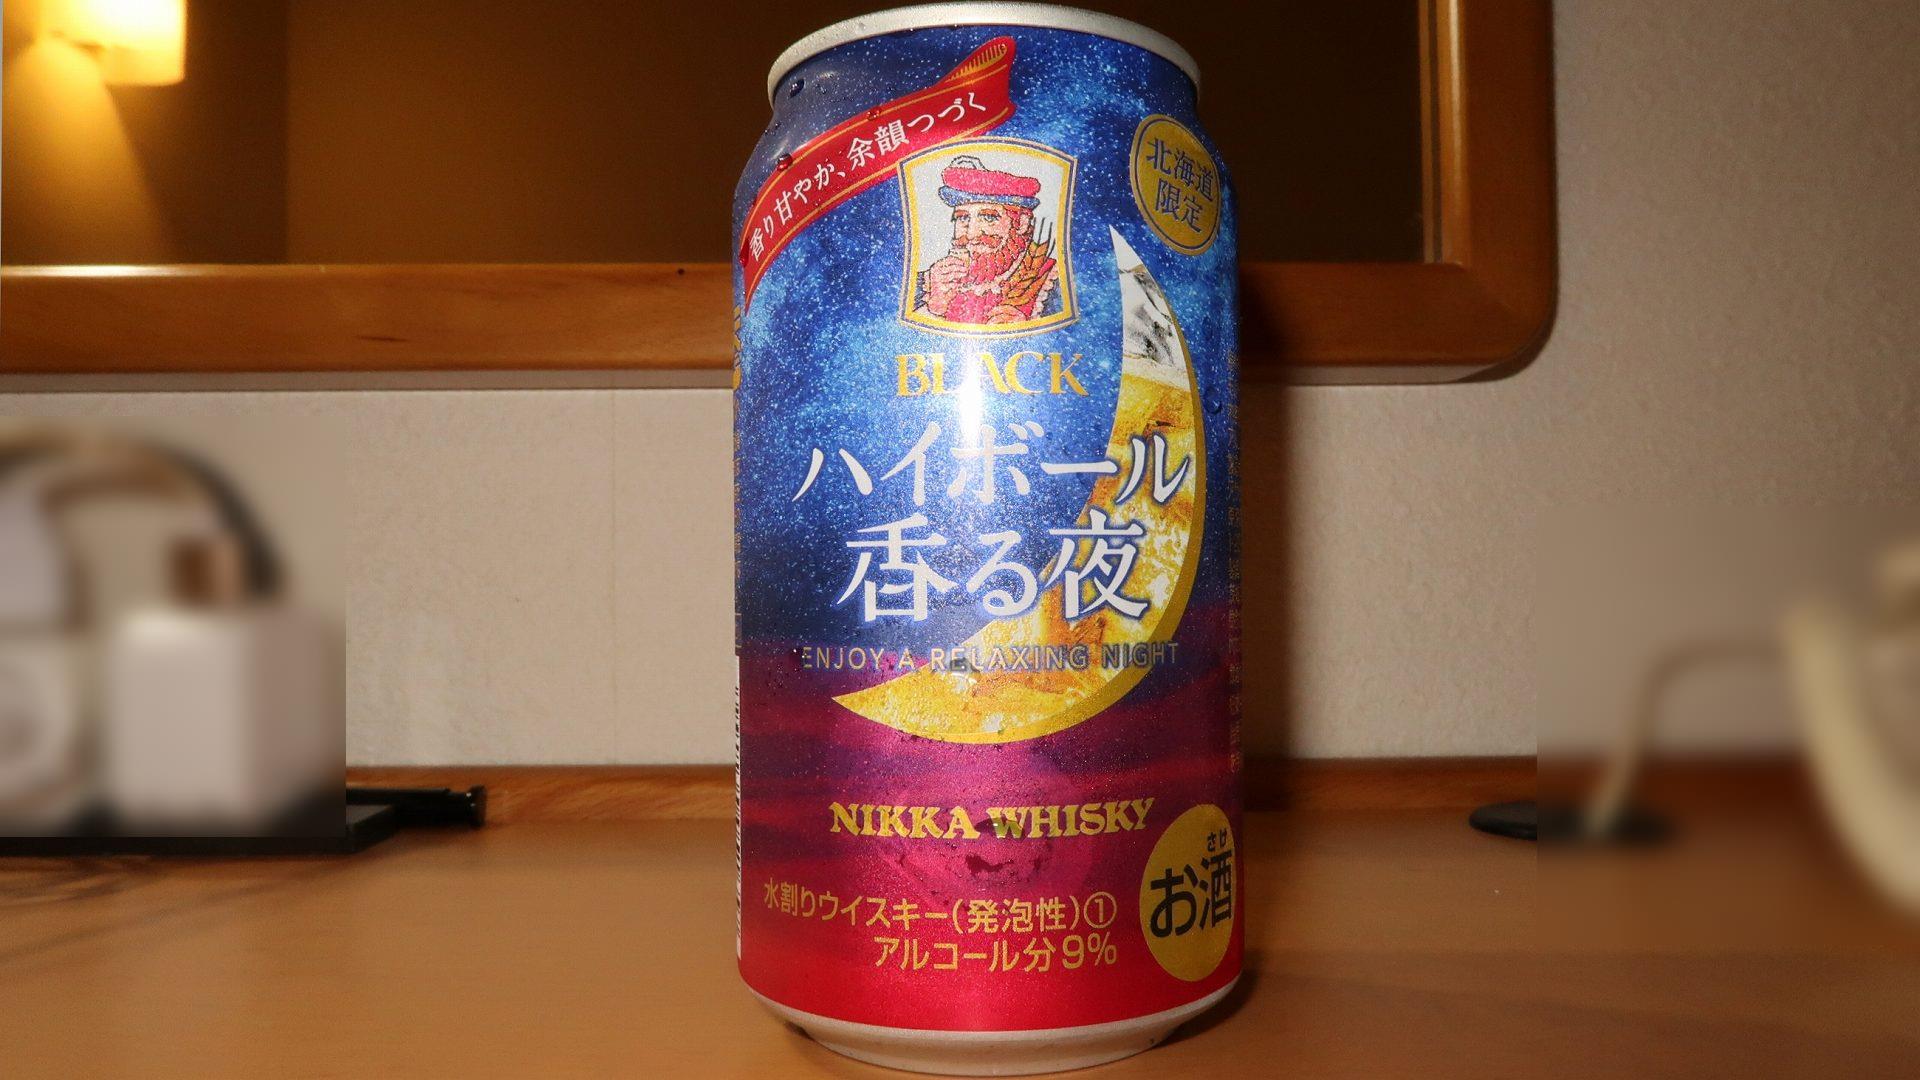 香り甘やか、余韻つづく
北海道
限定
BLACK
ハイボール
香る夜
ENJOY A RELAXING NIGHT
NIKKA WHISKY
さけ
お酒
水割りウイスキー(発泡性)①
アルコール分9%